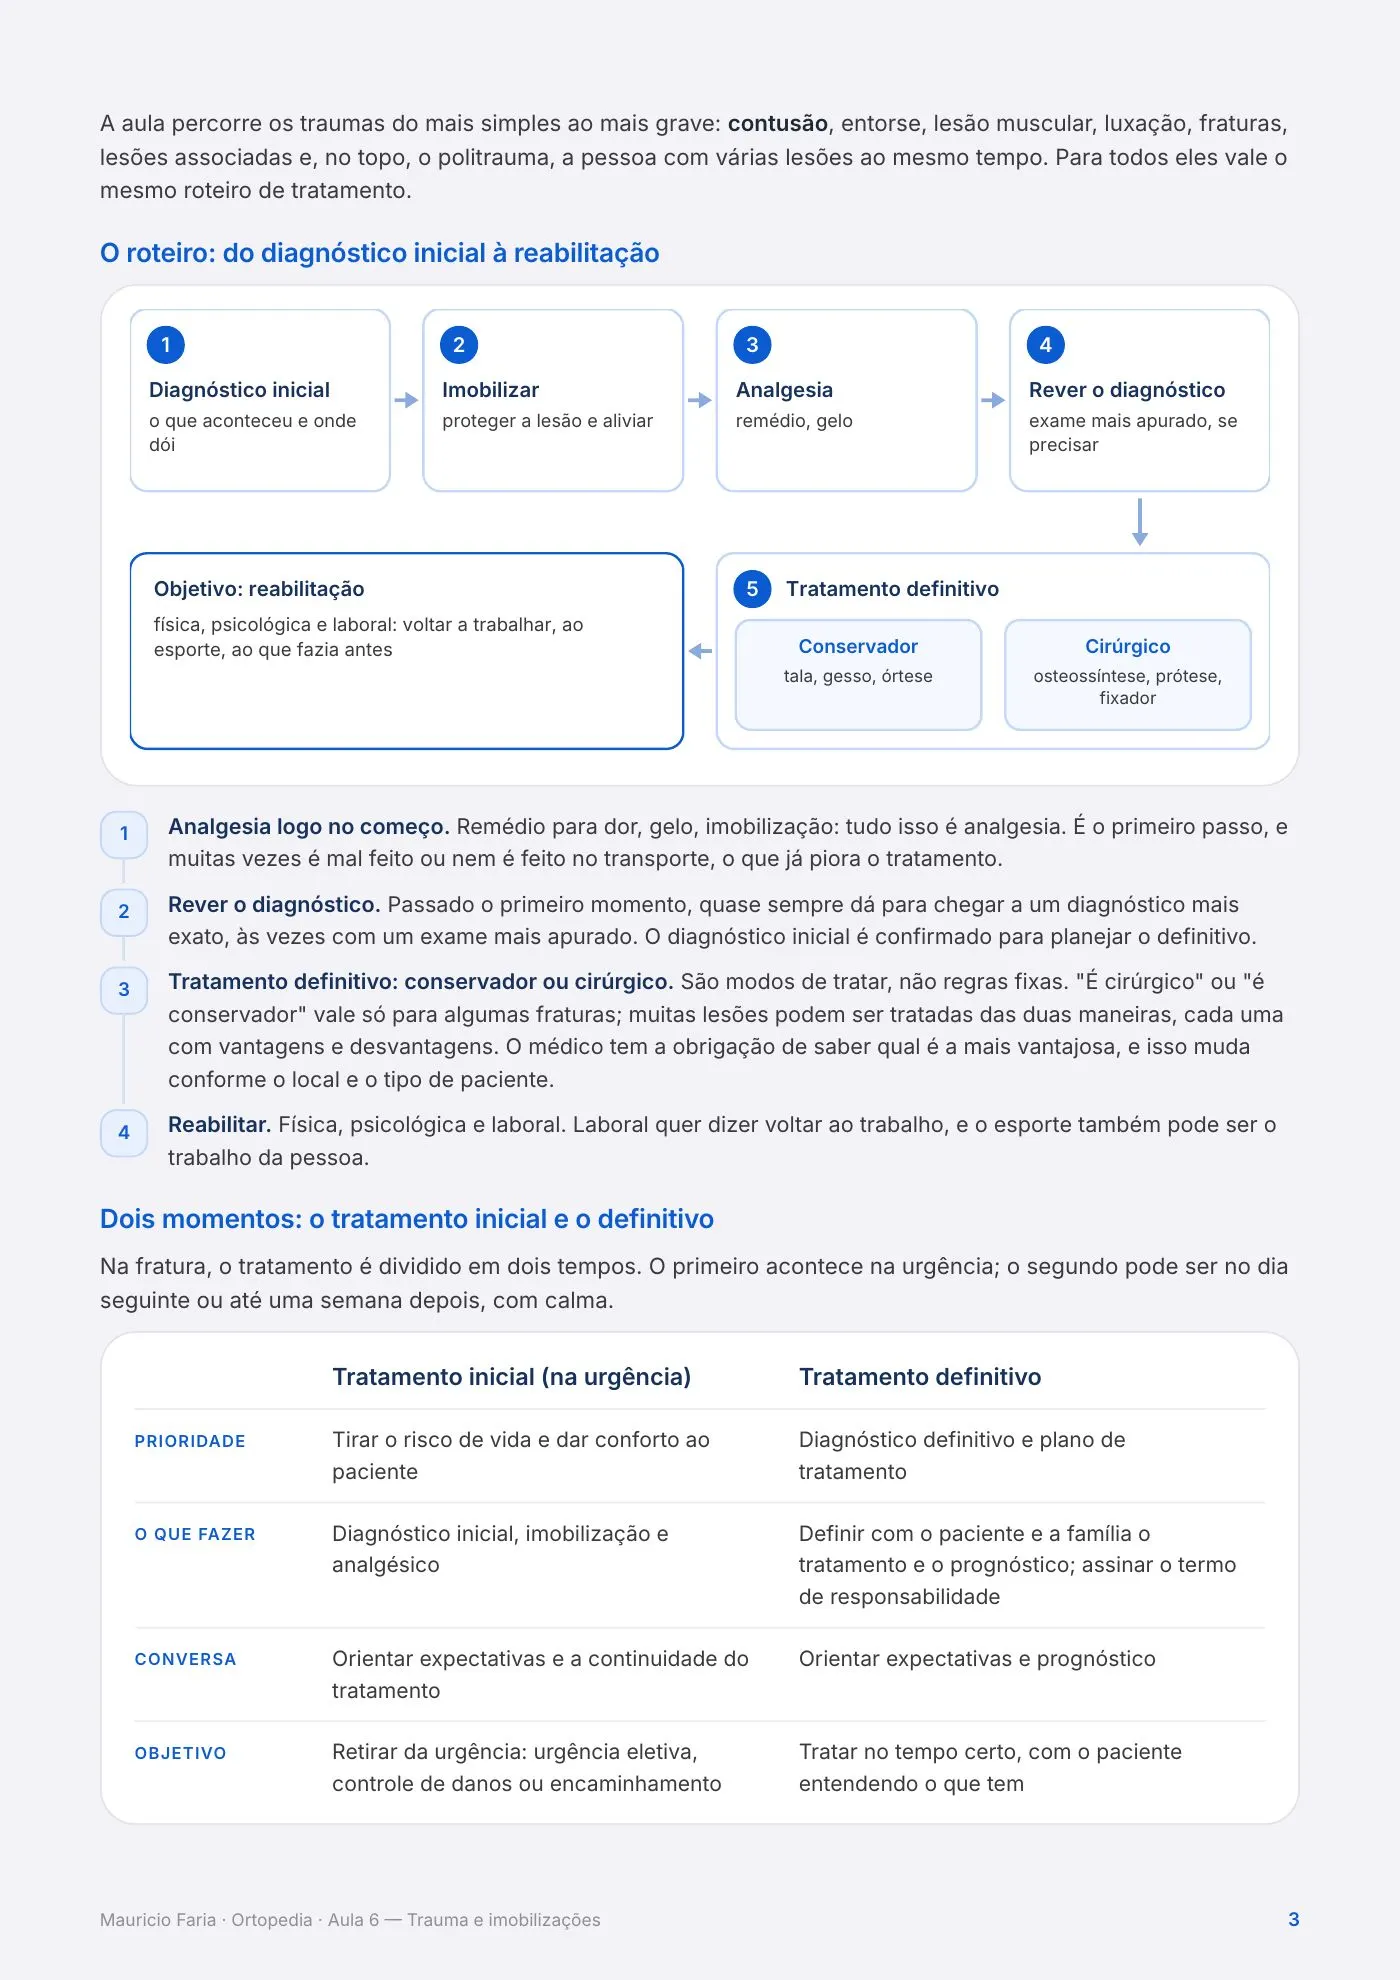 A aula percorre os traumas do mais simples ao mais grave: contusão, entorse, lesão muscular, luxação, fraturas,
lesões associadas e, no topo, o politrauma, a pessoa com várias lesões ao mesmo tempo. Para todos eles vale o
mesmo roteiro de tratamento.
O roteiro: do diagnóstico inicial à reabilitação
1
Diagnóstico inicial
o que aconteceu e onde
dói
2
Imobilizar
proteger a lesão e aliviar
3
Analgesia
remédio, gelo
4
Rever o diagnóstico
exame mais apurado, se
precisar
5 Tratamento definitivo
Conservador
tala, gesso, órtese
Cirúrgico
osteossíntese, prótese,
fixador
Objetivo: reabilitação
física, psicológica e laboral: voltar a trabalhar, ao
esporte, ao que fazia antes
1 Analgesia logo no começo. Remédio para dor, gelo, imobilização: tudo isso é analgesia. É o primeiro passo, e
muitas vezes é mal feito ou nem é feito no transporte, o que já piora o tratamento.
2 Rever o diagnóstico. Passado o primeiro momento, quase sempre dá para chegar a um diagnóstico mais
exato, às vezes com um exame mais apurado. O diagnóstico inicial é confirmado para planejar o definitivo.
3 Tratamento definitivo: conservador ou cirúrgico. São modos de tratar, não regras fixas. "É cirúrgico" ou "é
conservador" vale só para algumas fraturas; muitas lesões podem ser tratadas das duas maneiras, cada uma
com vantagens e desvantagens. O médico tem a obrigação de saber qual é a mais vantajosa, e isso muda
conforme o local e o tipo de paciente.
4 Reabilitar. Física, psicológica e laboral. Laboral quer dizer voltar ao trabalho, e o esporte também pode ser o
trabalho da pessoa.
Dois momentos: o tratamento inicial e o definitivo
Na fratura, o tratamento é dividido em dois tempos. O primeiro acontece na urgência; o segundo pode ser no dia
seguinte ou até uma semana depois, com calma.
Tratamento inicial (na urgência)
Tratamento definitivo
PRIORIDADE
Tirar o risco de vida e dar conforto ao
paciente
Diagnóstico definitivo e plano de
tratamento
O QUE FAZER
Diagnóstico inicial, imobilização e
analgésico
Definir com o paciente e a família o
tratamento e o prognóstico; assinar o termo
de responsabilidade
CONVERSA
Orientar expectativas e a continuidade do
tratamento
Orientar expectativas e prognóstico
OBJETIVO
Retirar da urgência: urgência eletiva,
controle de danos ou encaminhamento
Tratar no tempo certo, com o paciente
entendendo o que tem
Mauricio Faria · Ortopedia · Aula 6 — Trauma e imobilizações
3